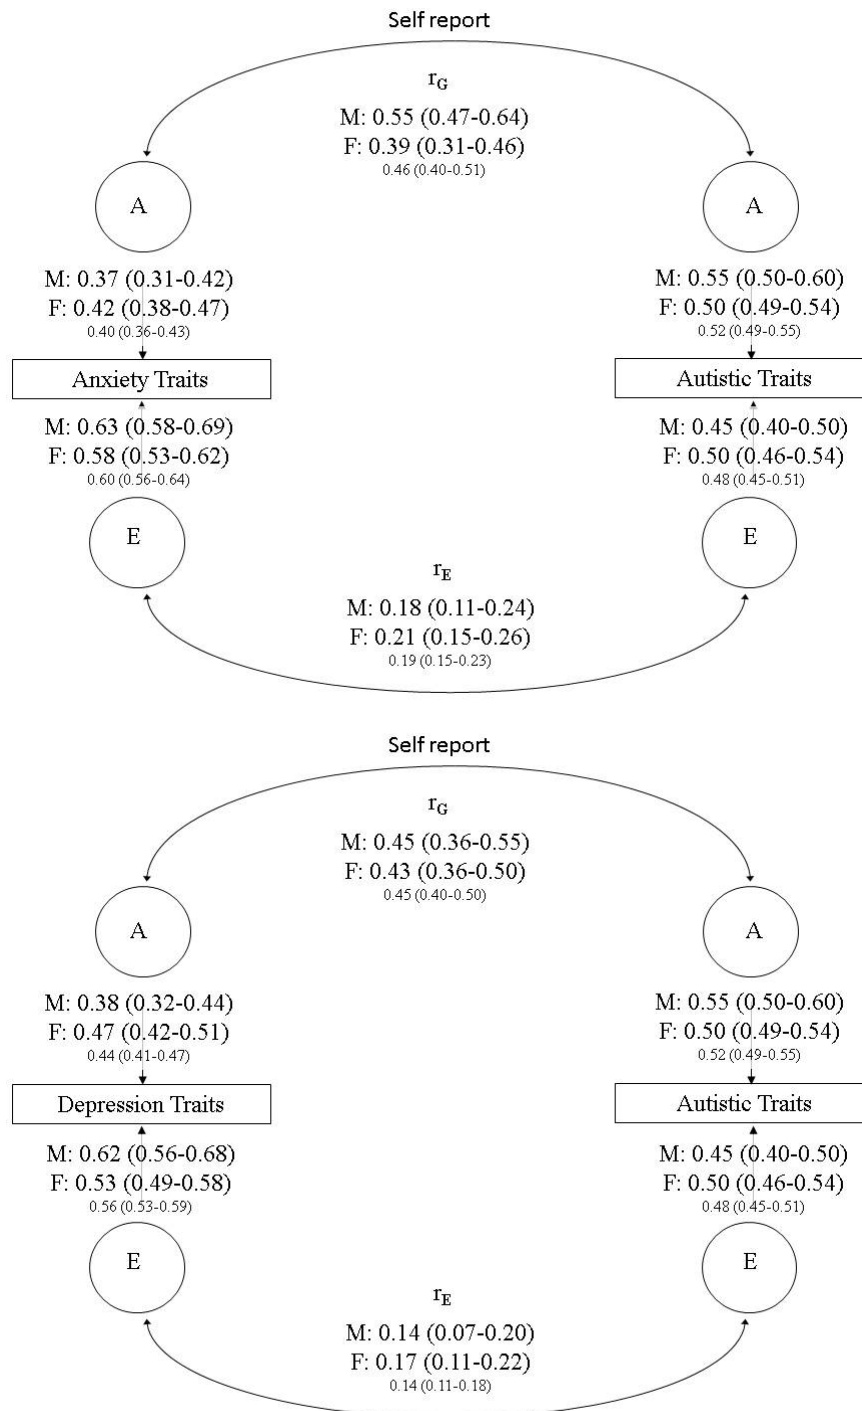 Self report
r_G
M: 0.55 (0.47-0.64)
F: 0.39 (0.31-0.46)
0.46 (0.40-0.51)
A
A
M: 0.37 (0.31-0.42)
F: 0.42 (0.38-0.47)
0.40 (0.36-0.43)
M: 0.55 (0.50-0.60)
F: 0.50 (0.49-0.54)
0.52 (0.49-0.55)
Anxiety Traits
Autistic Traits
M: 0.63 (0.58-0.69)
F: 0.58 (0.53-0.62)
0.60 (0.56-0.64)
M: 0.45 (0.40-0.50)
F: 0.50 (0.46-0.54)
0.48 (0.45-0.51)
E
E
r_E
M: 0.18 (0.11-0.24)
F: 0.21 (0.15-0.26)
0.19 (0.15-0.23)
Self report
r_G
M: 0.45 (0.36-0.55)
F: 0.43 (0.36-0.50)
0.45 (0.40-0.50)
A
A
M: 0.38 (0.32-0.44)
F: 0.47 (0.42-0.51)
0.44 (0.41-0.47)
M: 0.55 (0.50-0.60)
F: 0.50 (0.49-0.54)
0.52 (0.49-0.55)
Depression Traits
Autistic Traits
M: 0.62 (0.56-0.68)
F: 0.53 (0.49-0.58)
0.56 (0.53-0.59)
M: 0.45 (0.40-0.50)
F: 0.50 (0.46-0.54)
0.48 (0.45-0.51)
E
E
r_E
M: 0.14 (0.07-0.20)
F: 0.17 (0.11-0.22)
0.14 (0.11-0.18)